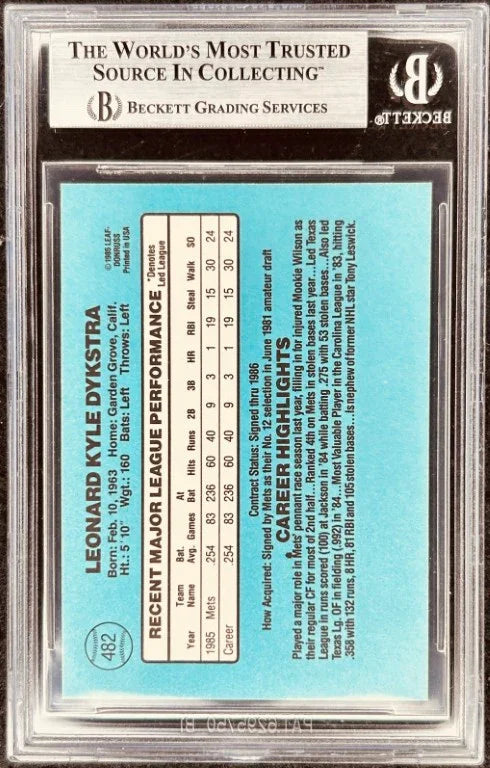 THE WORLD'S MOST TRUSTED
SOURCE IN COLLECTING™
BECKETT GRADING SERVICES
B
BECKETT®
482
LEONARD KYLE DYKSTRA
© 1985 LEAF-
DONRUSS
Printed in USA
Born: Feb. 10, 1963 Home: Garden Grove, Calif.
Ht.: 5'10" Wgt.: 160 Bats: Left Throws: Left
RECENT MAJOR LEAGUE PERFORMANCE *Denotes
Led League
Year Team Name Bat. Avg. Games At Bat Hits Runs 2B 3B HR RBI Steal Walk SO
1985 Mets .254 83 236 60 40 9 3 1 19 15 30 24
Career .254 83 236 60 40 9 3 1 19 15 30 24
Contract Status: Signed thru 1986
How Acquired: Signed by Mets as their No. 12 selection in June 1981 amateur draft
CAREER HIGHLIGHTS
Played a major role in Mets' pennant race season last year, filling in for injured Mookie Wilson as
their regular CF for most of 2nd half...Ranked 4th on Mets in stolen bases last year...Led Texas
League in runs scored (100) at Jackson in '84 while batting .275 with 53 stolen bases...Also led
Texas Lg. OF in fielding (.992) in '84...Most Valuable Player in the Carolina League in '83, hitting
.358 with 132 runs, 8 HR, 81 RBI and 105 stolen bases...is nephew of former NHL star Tony Leswick.